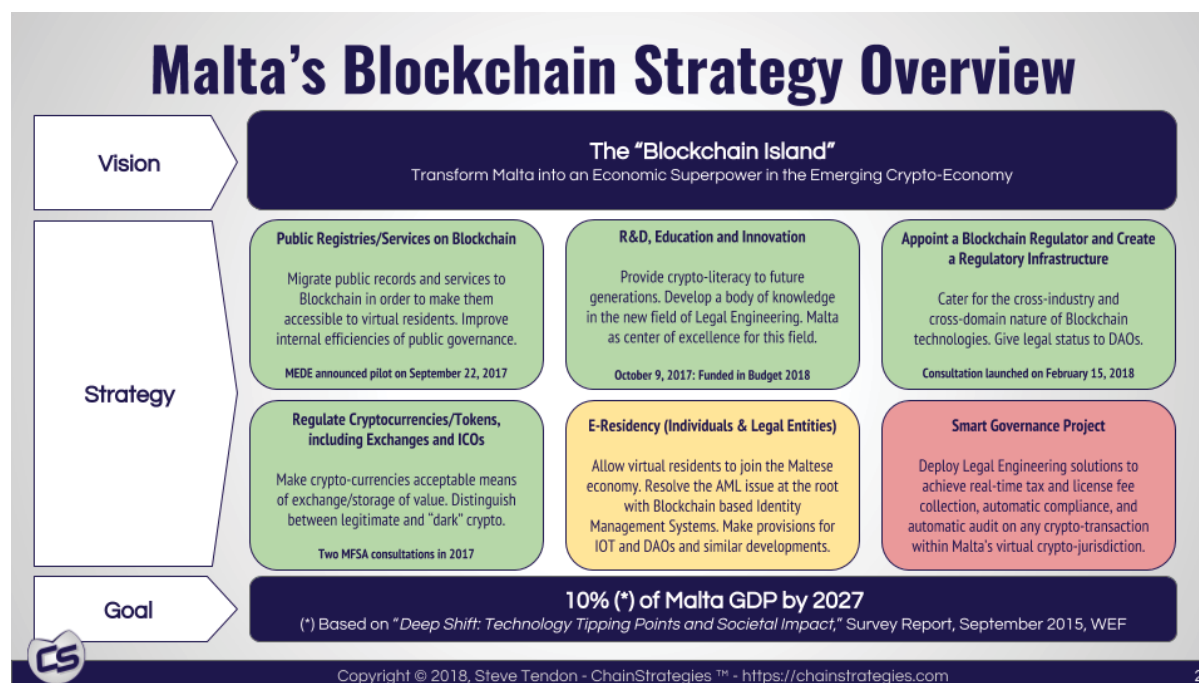 Malta's Blockchain Strategy Overview
Vision
The “Blockchain Island”
Transform Malta into an Economic Superpower in the Emerging Crypto-Economy
Strategy
Public Registries/Services on Blockchain
Migrate public records and services to
Blockchain in order to make them
accessible to virtual residents. Improve
internal efficiencies of public governance.
MEDE announced pilot on September 22, 2017
R&D, Education and Innovation
Provide crypto-literacy to future
generations. Develop a body of knowledge
in the new field of Legal Engineering. Malta
as center of excellence for this field.
October 9, 2017: Funded in Budget 2018
Appoint a Blockchain Regulator and Create
a Regulatory Infrastructure
Cater for the cross-industry and
cross-domain nature of Blockchain
technologies. Give legal status to DAOs.
Consultation launched on February 15, 2018
Regulate Cryptocurrencies/Tokens,
including Exchanges and ICOs
Make crypto-currencies acceptable means
of exchange/storage of value. Distinguish
between legitimate and “dark” crypto.
Two MFSA consultations in 2017
E-Residency (Individuals & Legal Entities)
Allow virtual residents to join the Maltese
economy. Resolve the AML issue at the root
with Blockchain based Identity
Management Systems. Make provisions for
IOT and DAOs and similar developments.
Smart Governance Project
Deploy Legal Engineering solutions to
achieve real-time tax and license fee
collection, automatic compliance, and
automatic audit on any crypto-transaction
within Malta's virtual crypto-jurisdiction.
Goal
10% (*) of Malta GDP by 2027
(*) Based on “Deep Shift: Technology Tipping Points and Societal Impact,” Survey Report, September 2015, WEF
CS
Copyright © 2018, Steve Tendon - ChainStrategies ™ - https://chainstrategies.com
2